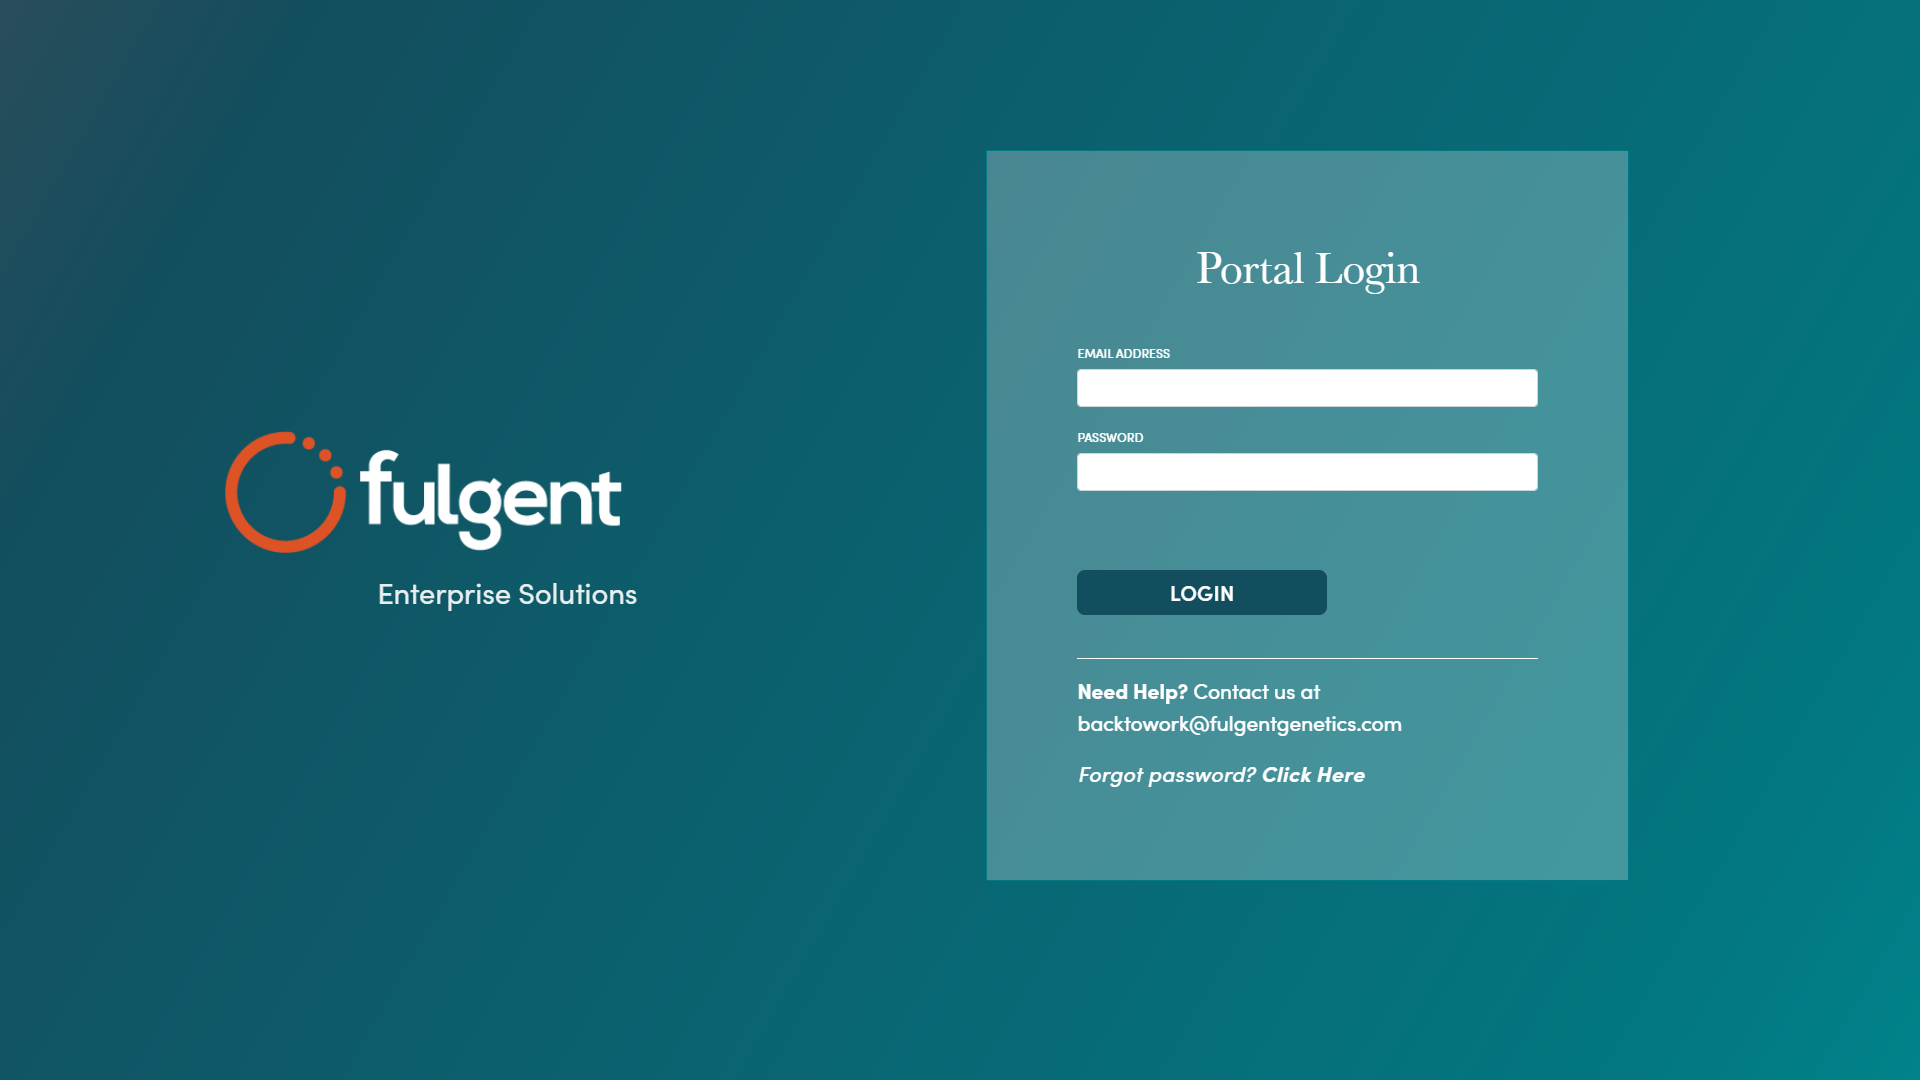 fulgent
Enterprise Solutions
Portal Login
EMAIL ADDRESS
PASSWORD
LOGIN
Need Help? Contact us at
backtowork@fulgentgenetics.com
Forgot password? Click Here